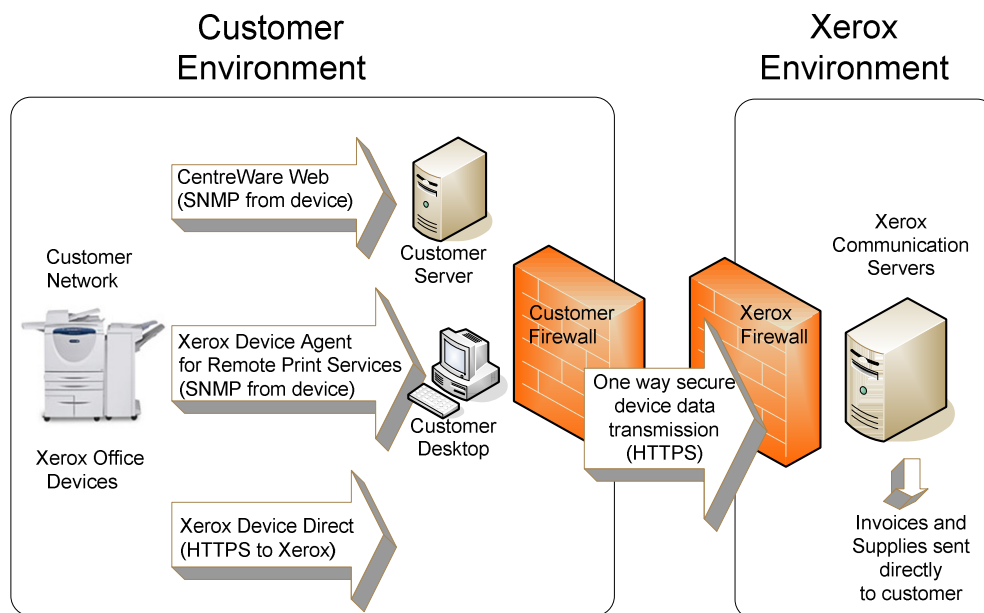 Customer
Environment
Xerox
Environment
CentreWare Web
(SNMP from device)
Customer
Server
Customer
Network
Xerox Device Agent
for Remote Print Services
(SNMP from device)
Customer
Desktop
Xerox Office
Devices
Xerox Device Direct
(HTTPS to Xerox)
Customer
Firewall
One way secure
device data
transmission
(HTTPS)
Xerox
Firewall
Xerox
Communication
Servers
Invoices and
Supplies sent
directly
to customer